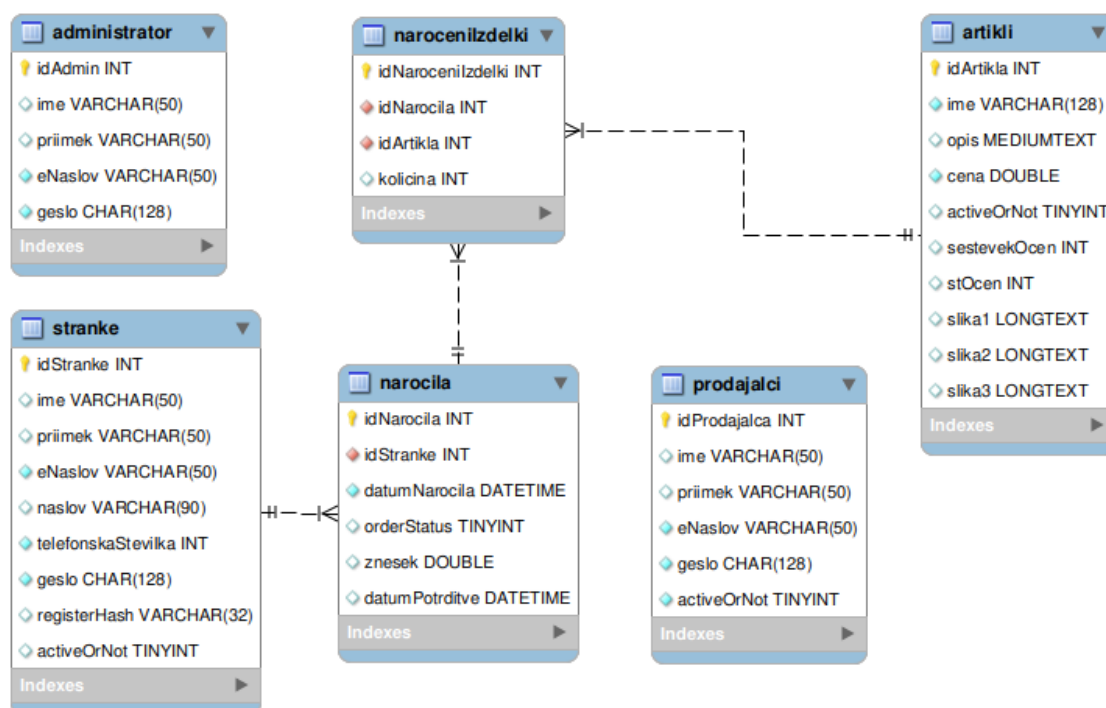 administrator
idAdmin INT
ime VARCHAR(50)
priimek VARCHAR(50)
eNaslov VARCHAR(50)
geslo CHAR(128)
Indexes
naroceniIzdelki
idNaroceniIzdelki INT
idNarocila INT
idArtikla INT
kolicina INT
Indexes
artikli
idArtikla INT
ime VARCHAR(128)
opis MEDIUMTEXT
cena DOUBLE
activeOrNot TINYINT
sestevekOcen INT
stOcen INT
slika1 LONGTEXT
slika2 LONGTEXT
slika3 LONGTEXT
Indexes
stranke
idStranke INT
ime VARCHAR(50)
priimek VARCHAR(50)
eNaslov VARCHAR(50)
naslov VARCHAR(90)
telefonskaStevilka INT
geslo CHAR(128)
registerHash VARCHAR(32)
activeOrNot TINYINT
Indexes
narocila
idNarocila INT
idStranke INT
datumNarocila DATETIME
orderStatus TINYINT
znesek DOUBLE
datumPotrditve DATETIME
Indexes
prodajalci
idProdajalca INT
ime VARCHAR(50)
priimek VARCHAR(50)
eNaslov VARCHAR(50)
geslo CHAR(128)
activeOrNot TINYINT
Indexes